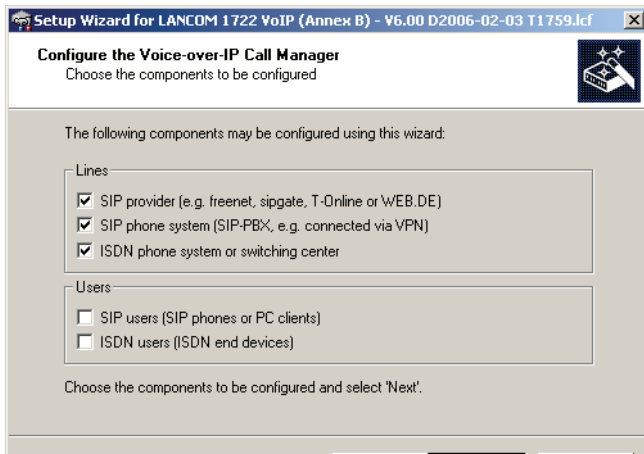 Setup Wizard for LANCOM 1722 VoIP (Annex B) - V6.00 D2006-02-03 T1759.lcf
Configure the Voice-over-IP Call Manager
Choose the components to be configured
The following components may be configured using this wizard:
Lines
SIP provider (e.g. freenet, sipgate, T-Online or WEB.DE)
SIP phone system (SIP-PBX, e.g. connected via VPN)
ISDN phone system or switching center
Users
SIP users (SIP phones or PC clients)
ISDN users (ISDN end devices)
Choose the components to be configured and select 'Next'.